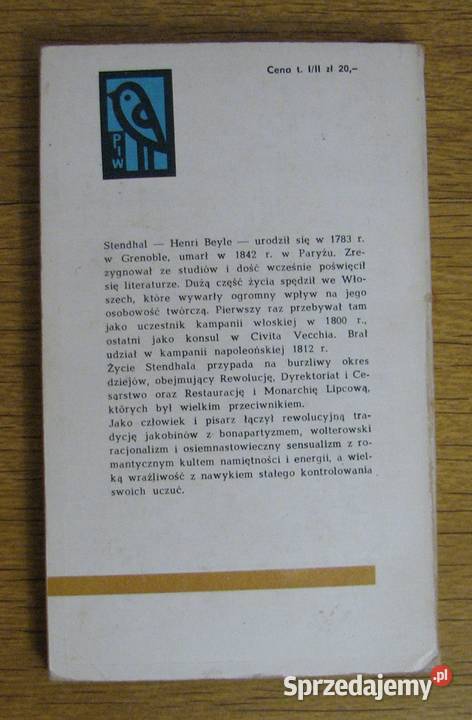 Cena t. I/II zł 20,-
PIW
Stendhal — Henri Beyle — urodził się w 1783 r.
w Grenoble, umarł w 1842 r. w Paryżu. Zre-
zygnował ze studiów i dość wcześnie poświęcił
się literaturze. Dużą część życia spędził we Wło-
szech, które wywarły ogromny wpływ na jego
osobowość twórczą. Pierwszy raz przebywał tam
jako uczestnik kampanii włoskiej w 1800 r.,
ostatni jako konsul w Civita Vecchia. Brał
udział w kampanii napoleońskiej 1812 r.
Życie Stendhala przypada na burzliwy okres
dziejów, obejmujący Rewolucję, Dyrektoriat i Ce-
sarstwo oraz Restaurację i Monarchię Lipcową,
których był wielkim przeciwnikiem.
Jako człowiek i pisarz łączył rewolucyjną tra-
dycję jakobinów z bonapartyzmem, wolterowski
racjonalizm i osiemnastowieczny sensualizm z ro-
mantycznym kultem namiętności i energii, a wiel-
ką wrażliwość z nawykiem stałego kontrolowania
swoich uczuć.
Sprzedajemy.pl